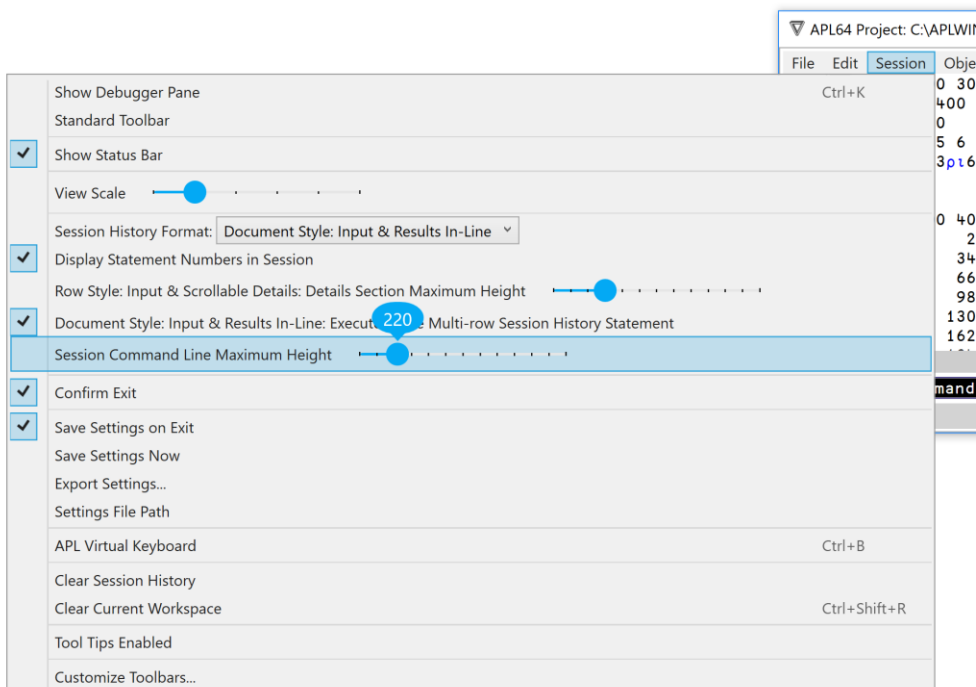 APL64 Project: C:\APLWIN
File Edit Session Obje
Show Debugger Pane Ctrl+K
Standard Toolbar
Show Status Bar
View Scale
Session History Format: Document Style: Input & Results In-Line
Display Statement Numbers in Session
Row Style: Input & Scrollable Details: Details Section Maximum Height
220
Document Style: Input & Results In-Line: Execut e Multi-row Session History Statement
Session Command Line Maximum Height
Confirm Exit
Save Settings on Exit
Save Settings Now
Export Settings...
Settings File Path
APL Virtual Keyboard Ctrl+B
Clear Session History
Clear Current Workspace Ctrl+Shift+R
Tool Tips Enabled
Customize Toolbars...
0 30
400
0
5 6
3⍴⍳6
0 40
2
34
66
98
130
162
mand